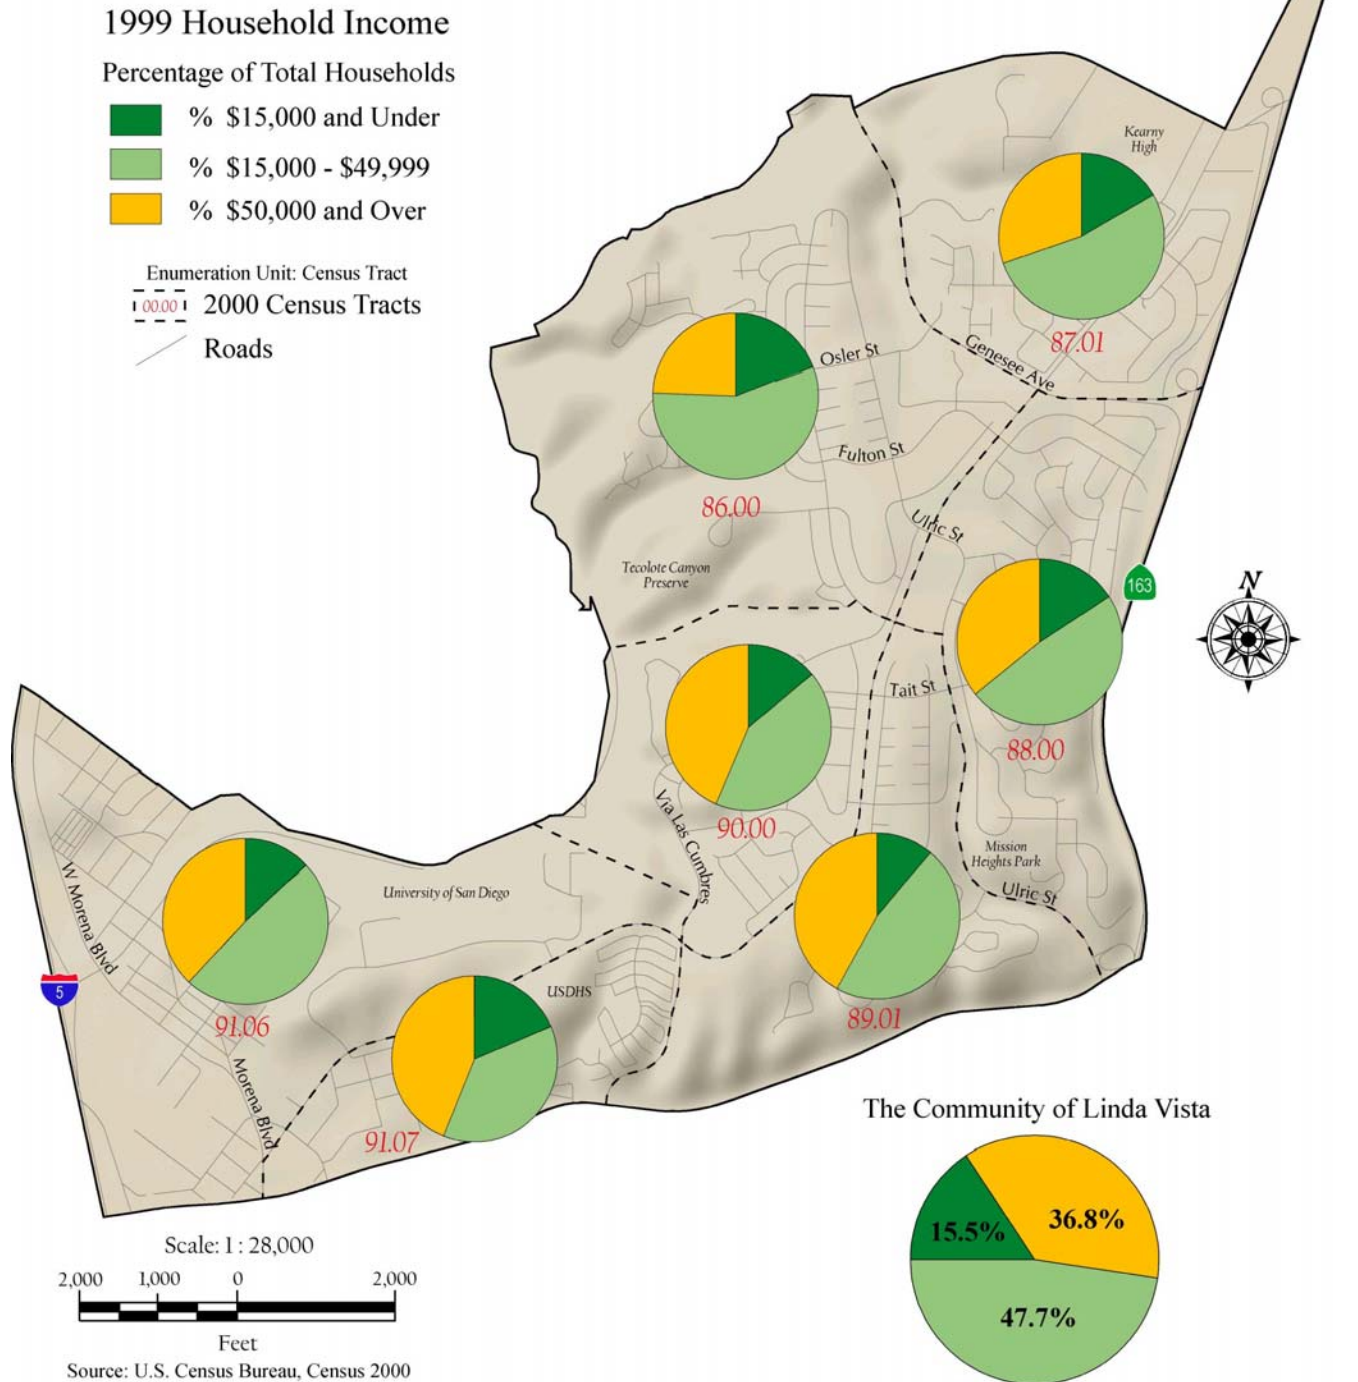 1999 Household Income
Percentage of Total Households
% $15,000 and Under
% $15,000 - $49,999
% $50,000 and Over
Enumeration Unit: Census Tract
00.00 2000 Census Tracts
Roads
Kearny
High
87.01
Genesee Ave
Osler St
Fulton St
86.00
Ulric St
Tecolote Canyon
Preserve
163
N
Tait St
88.00
90.00
Via Las Cumbres
Mission
Heights Park
Ulric St
University of San Diego
W Morena Blvd
5
USDHS
91.06
89.01
Morena Blvd
91.07
The Community of Linda Vista
15.5%
36.8%
47.7%
Scale: 1 : 28,000
2,000 1,000 0 2,000
Feet
Source: U.S. Census Bureau, Census 2000